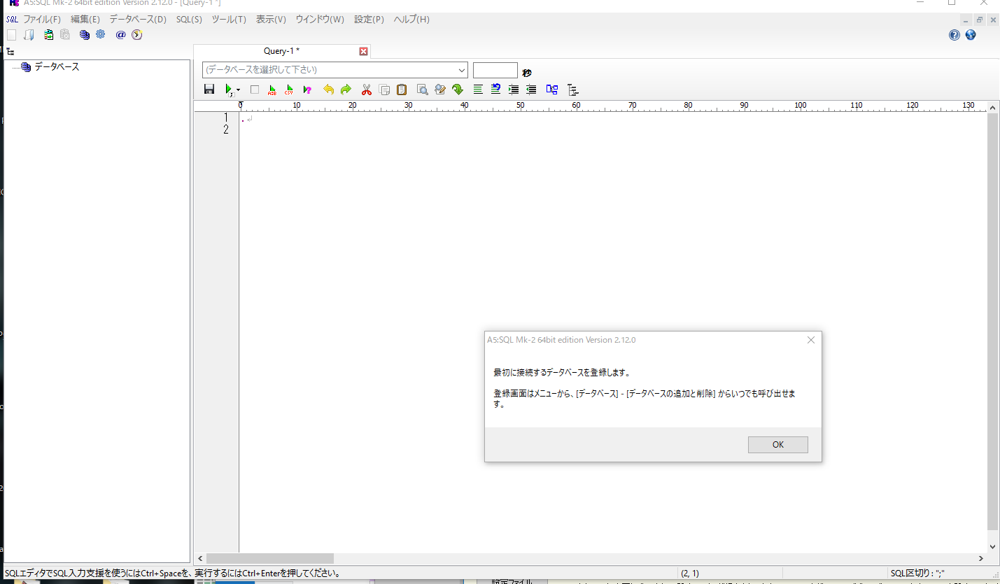 A5:SQL Mk-2 64bit edition Version 2.12.0 - [Query-1 *]
SQL ファイル(F) 編集(E) データベース(D) SQL(S) ツール(T) 表示(V) ウインドウ(W) 設定(P) ヘルプ(H)
データベース
Query-1 *
(データベースを選択して下さい)
秒
0 10 20 30 40 50 60 70 80 90 100 110 120 130
1
2
A5:SQL Mk-2 64bit edition Version 2.12.0
最初に接続するデータベースを登録します。
登録画面はメニューから、[データベース] - [データベースの追加と削除] からいつでも呼び出せま
す。
OK
SQLエディタでSQL入力支援を使うにはCtrl+Spaceを、実行するにはCtrl+Enterを押してください。
(2, 1)
SQL区切り : ";"
設定ファイル